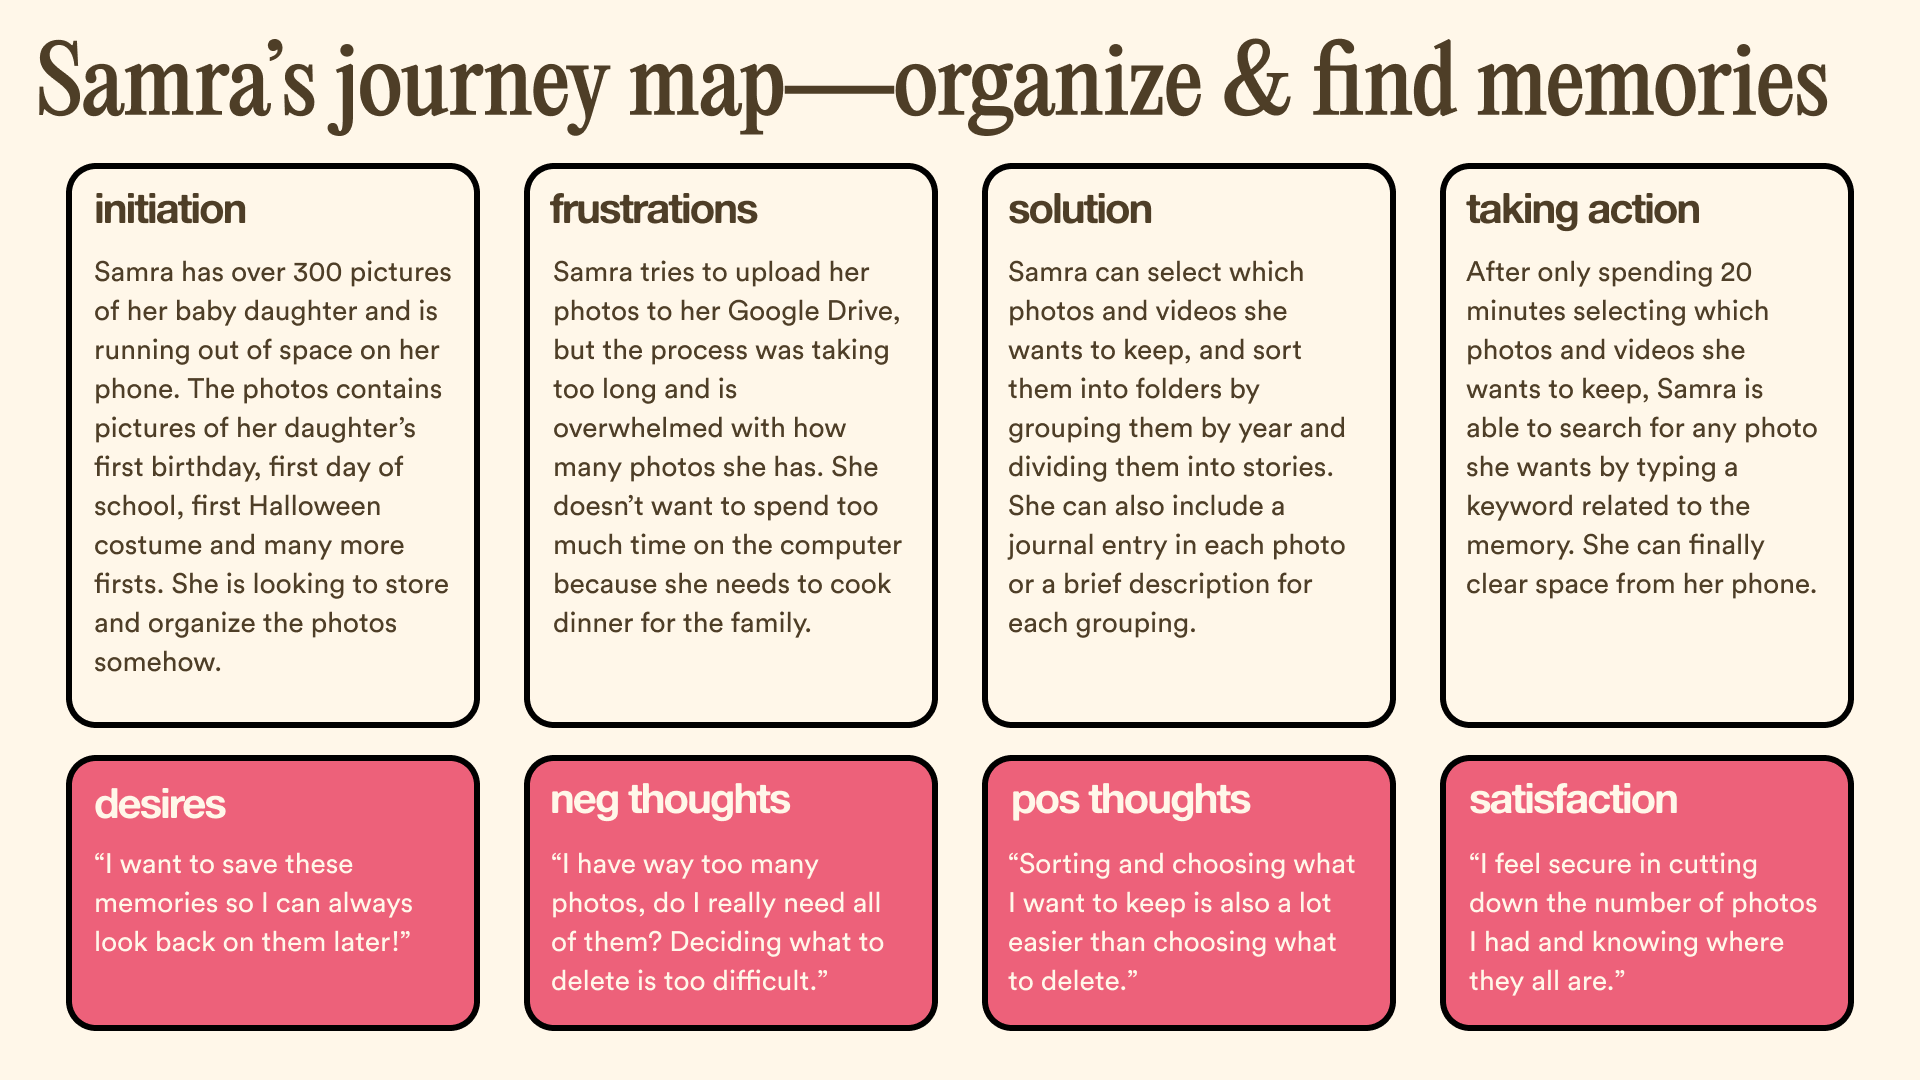 Samra’s journey map—organize & find memories
initiation
Samra has over 300 pictures
of her baby daughter and is
running out of space on her
phone. The photos contains
pictures of her daughter’s
first birthday, first day of
school, first Halloween
costume and many more
firsts. She is looking to store
and organize the photos
somehow.
frustrations
Samra tries to upload her
photos to her Google Drive,
but the process was taking
too long and is
overwhelmed with how
many photos she has. She
doesn’t want to spend too
much time on the computer
because she needs to cook
dinner for the family.
solution
Samra can select which
photos and videos she
wants to keep, and sort
them into folders by
grouping them by year and
dividing them into stories.
She can also include a
journal entry in each photo
or a brief description for
each grouping.
taking action
After only spending 20
minutes selecting which
photos and videos she
wants to keep, Samra is
able to search for any photo
she wants by typing a
keyword related to the
memory. She can finally
clear space from her phone.
desires
“I want to save these
memories so I can always
look back on them later!”
neg thoughts
“I have way too many
photos, do I really need all
of them? Deciding what to
delete is too difficult.”
pos thoughts
“Sorting and choosing what
I want to keep is also a lot
easier than choosing what
to delete.”
satisfaction
“I feel secure in cutting
down the number of photos
I had and knowing where
they all are.”